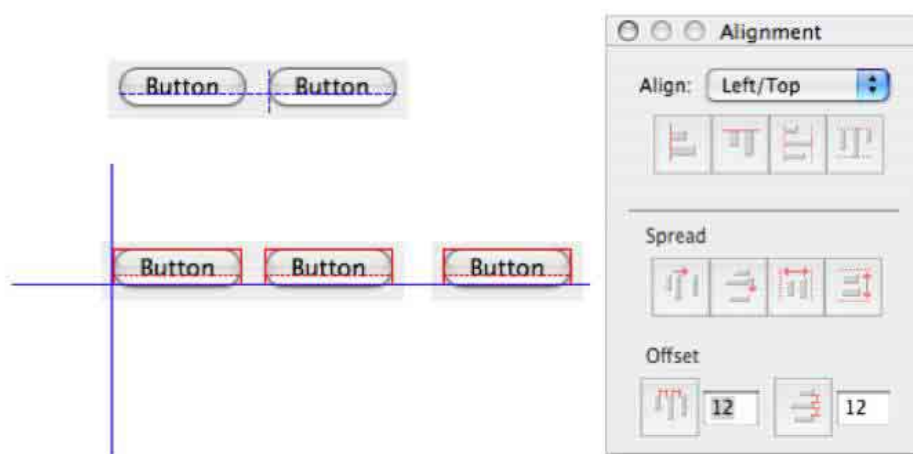 Button Button
Button Button Button
Alignment
Align: Left/Top
Spread
Offset
12 12